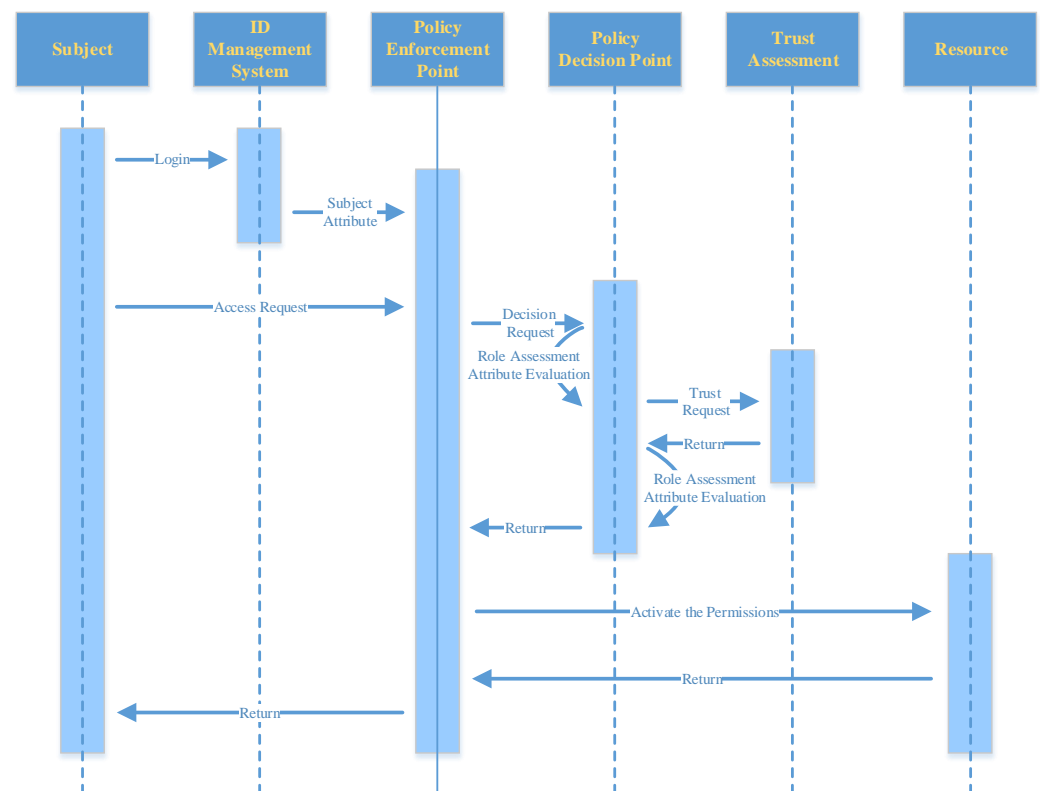 Subject
ID
Management
System
Policy
Enforcement
Point
Policy
Decision Point
Trust
Assessment
Resource
Login
Subject
Attribute
Access Request
Decision
Request
Role Assessment
Attribute Evaluation
Trust
Request
Return
Role Assessment
Attribute Evaluation
Return
Activate the Permissions
Return
Return